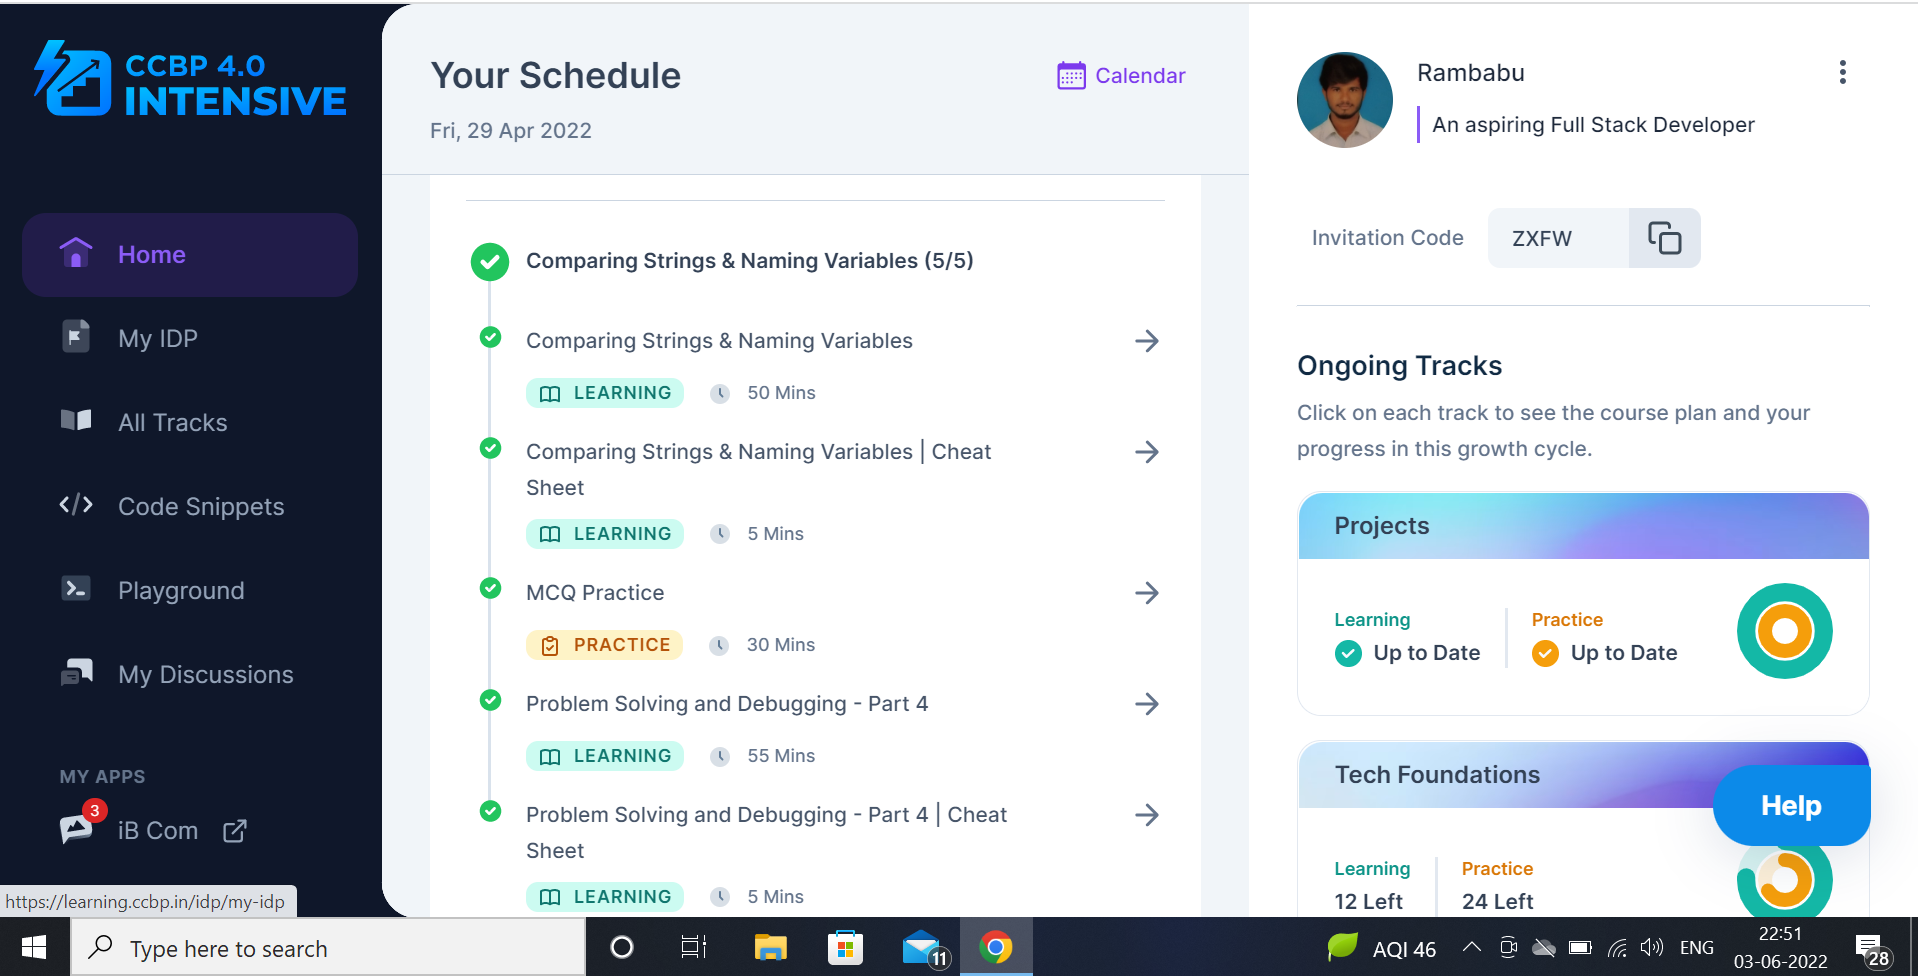 CCBP 4.0
INTENSIVE
Home
My IDP
All Tracks
Code Snippets
Playground
My Discussions
MY APPS
3
iB Com
https://learning.ccbp.in/idp/my-idp
Your Schedule
Calendar
Fri, 29 Apr 2022
Comparing Strings & Naming Variables (5/5)
Comparing Strings & Naming Variables
LEARNING 50 Mins
Comparing Strings & Naming Variables | Cheat
Sheet
LEARNING 5 Mins
MCQ Practice
PRACTICE 30 Mins
Problem Solving and Debugging - Part 4
LEARNING 55 Mins
Problem Solving and Debugging - Part 4 | Cheat
Sheet
LEARNING 5 Mins
Rambabu
An aspiring Full Stack Developer
Invitation Code ZXFW
Ongoing Tracks
Click on each track to see the course plan and your
progress in this growth cycle.
Projects
Learning Practice
Up to Date Up to Date
Tech Foundations
Help
Learning Practice
12 Left 24 Left
Type here to search
11
AQI 46
ENG
22:51
03-06-2022
28